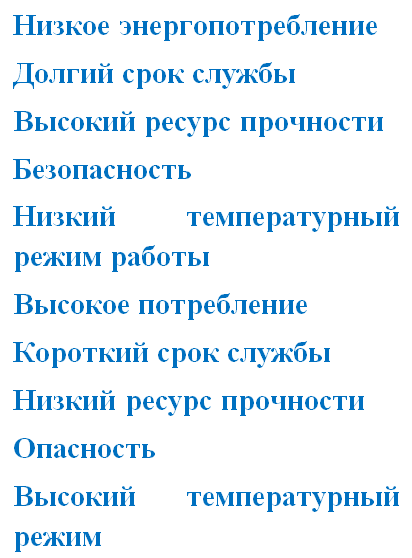 Низкое энергопотребление
Долгий срок службы
Высокий ресурс прочности
Безопасность
Низкий температурный
режим работы
Высокое потребление
Короткий срок службы
Низкий ресурс прочности
Опасность
Высокий температурный
режим